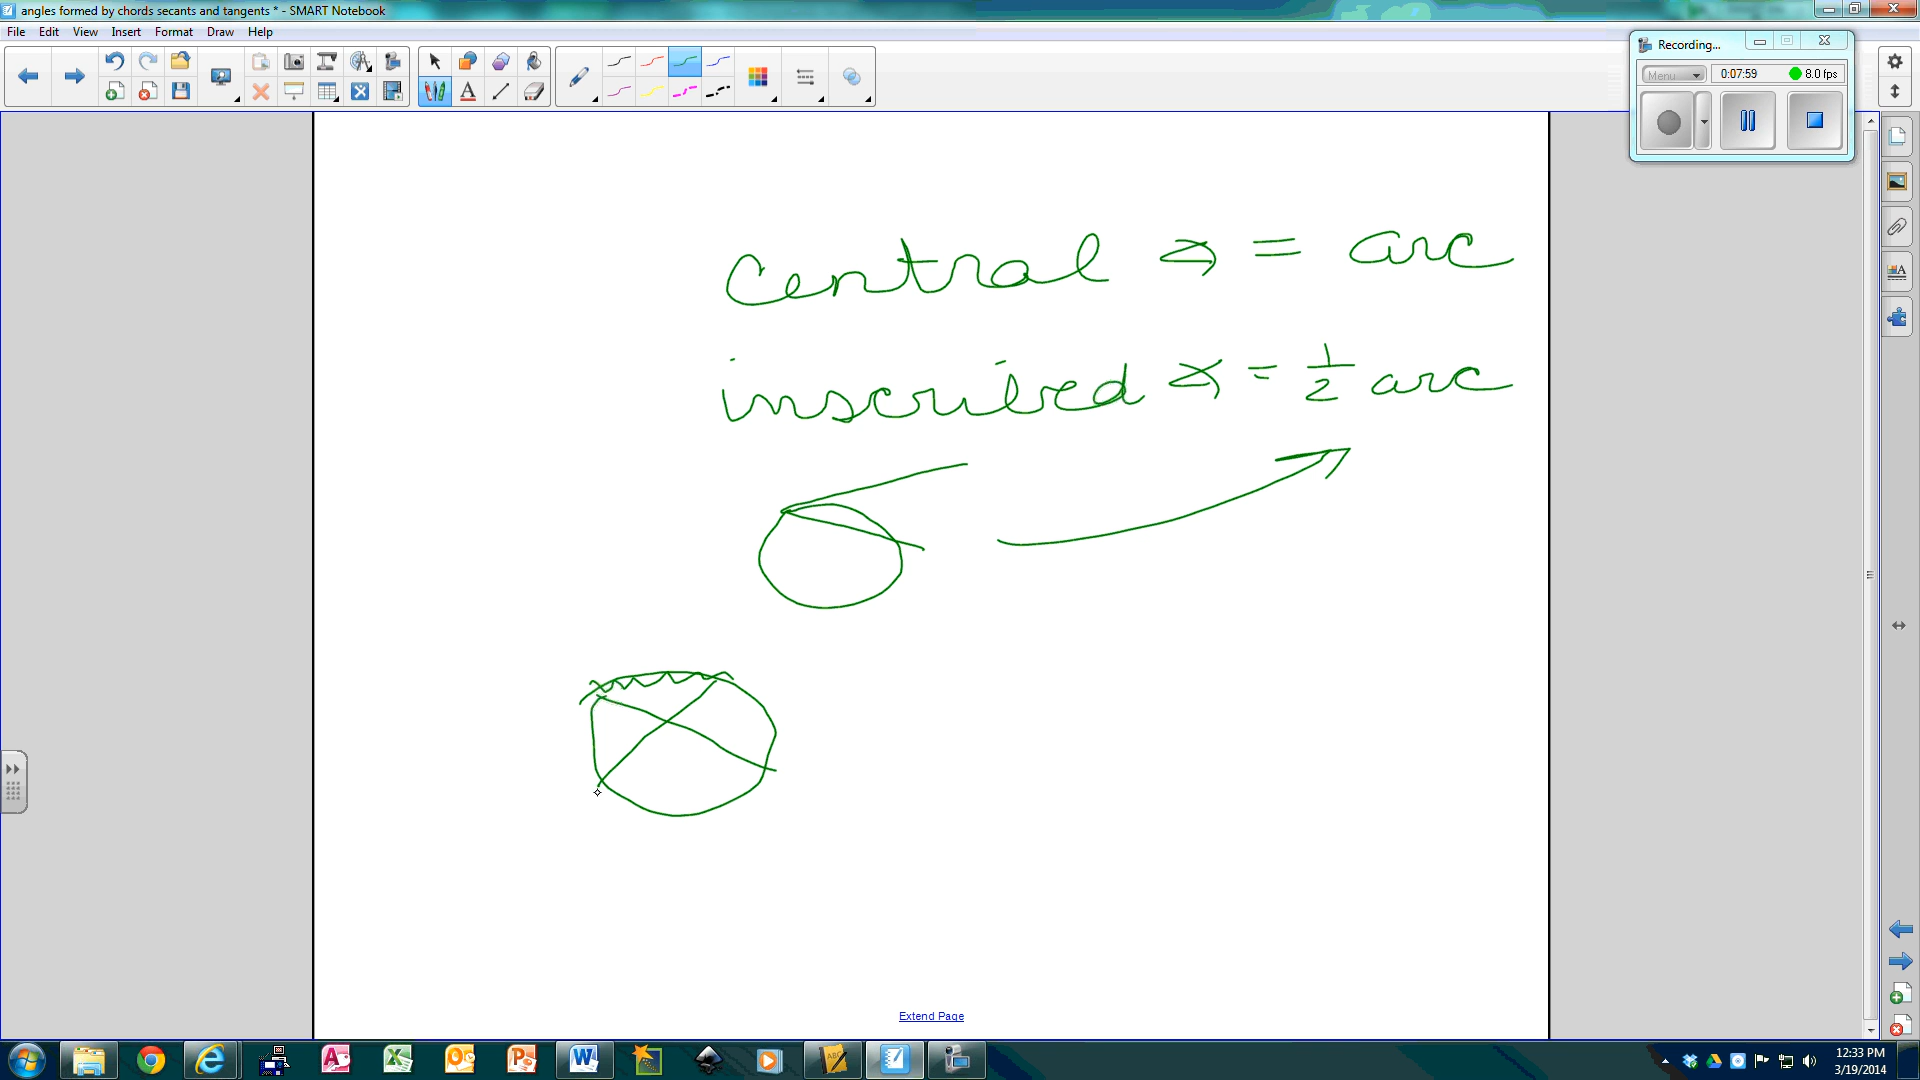 angles formed by chords secants and tangents * - SMART Notebook
File Edit View Insert Format Draw Help
Recording...
Menu 0:07:59 8.0 fps
central ∠ = arc
inscribed ∠ = 1/2 arc
Extend Page
12:33 PM
3/19/2014